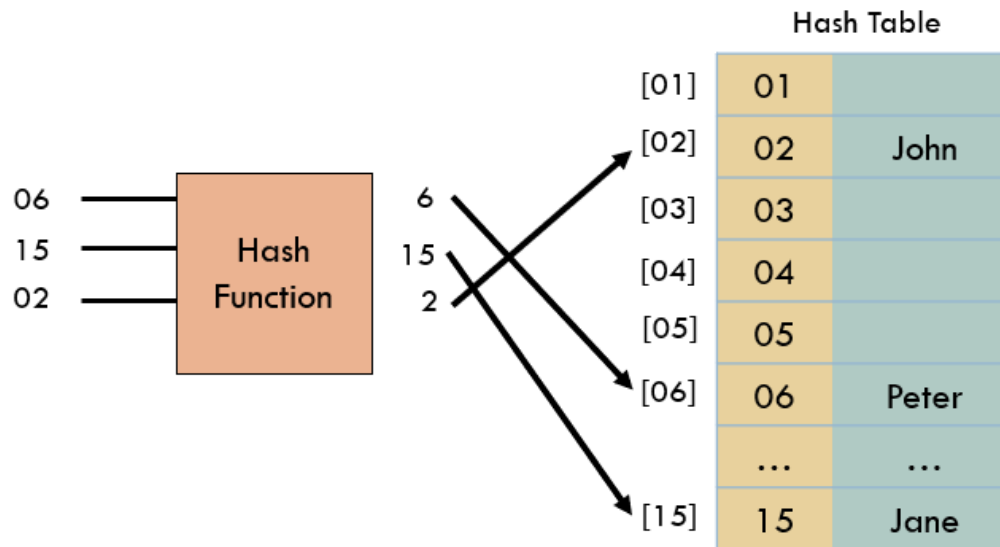 Hash Table
[01] 01
[02] 02 John
[03] 03
[04] 04
[05] 05
[06] 06 Peter
... ...
[15] 15 Jane
06
15
02
Hash
Function
6
15
2